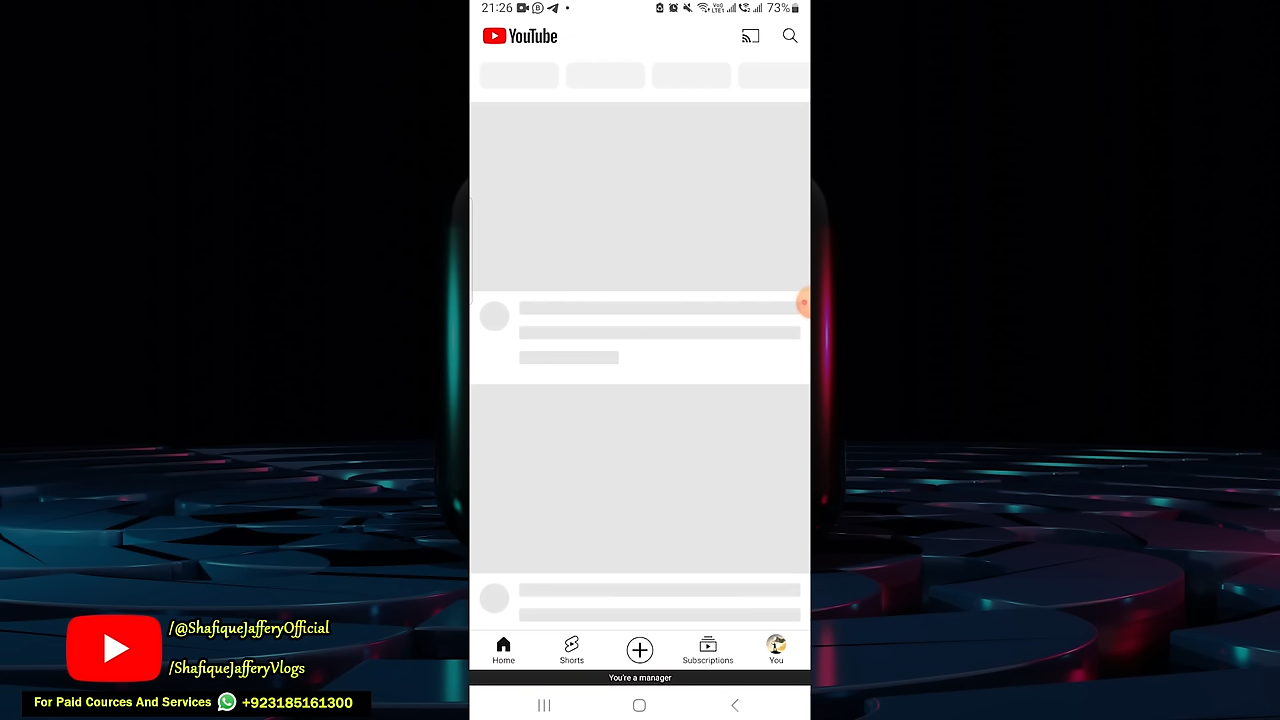 21:26
73%
YouTube
Home
Shorts
Subscriptions
You
You're a manager
/@ShafiqueJafferyOfficial
/ShafiqueJafferyVlogs
For Paid Cources And Services +923185161300